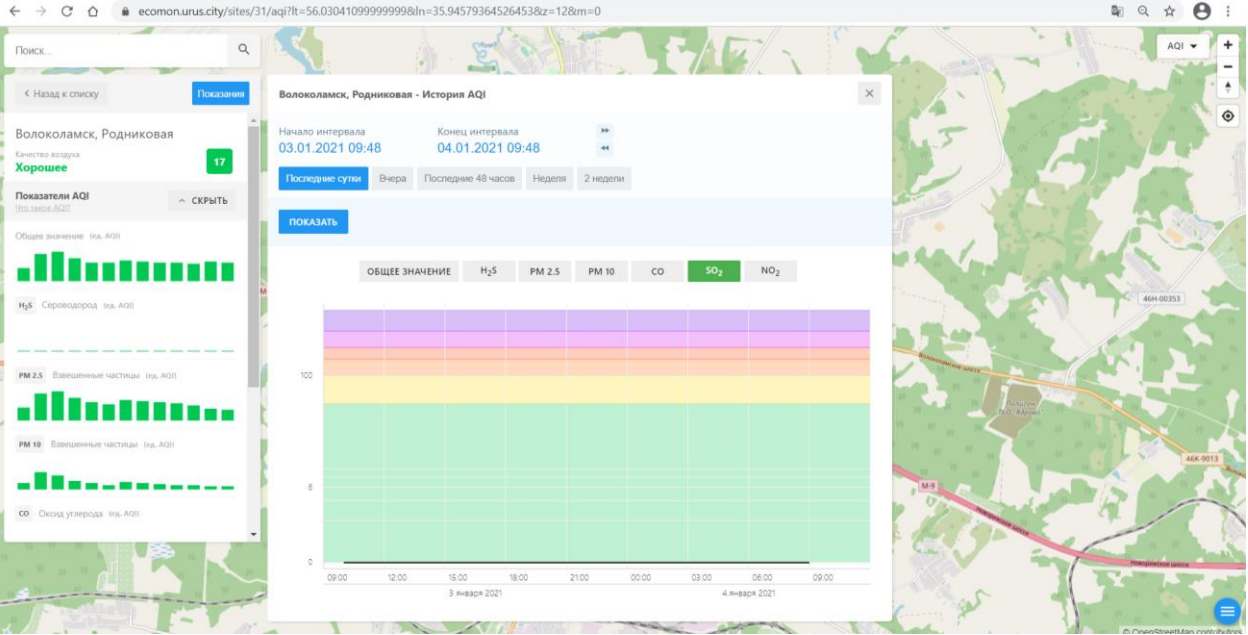 ecomon.urus.city/sites/31/aqi?lt=56.03041099999999&ln=35.94579364526453&z=12&m=0
Поиск...
AQI
Назад к списку
Показания
Волоколамск, Родниковая
Качество воздуха
Хорошее
17
Показатели AQI
Что такое AQI?
СКРЫТЬ
Общее значение (ед. AQI)
H₂S Сероводород (ед. AQI)
PM 2.5 Взвешенные частицы (ед. AQI)
PM 10 Взвешенные частицы (ед. AQI)
CO Оксид углерода (ед. AQI)
Волоколамск, Родниковая - История AQI
Начало интервала
03.01.2021 09:48
Конец интервала
04.01.2021 09:48
Последние сутки
Вчера
Последние 48 часов
Неделя
2 недели
ПОКАЗАТЬ
ОБЩЕЕ ЗНАЧЕНИЕ
H₂S
PM 2.5
PM 10
CO
SO₂
NO₂
100
6
0
09:00 12:00 15:00 18:00 21:00 00:00 03:00 06:00 09:00
3 января 2021
4 января 2021
46Н-00353
Волоколамское шоссе
Полигон
46К-9013
М-9
Новорижское шоссе
Новорижское шоссе
© OpenStreetMap contributors